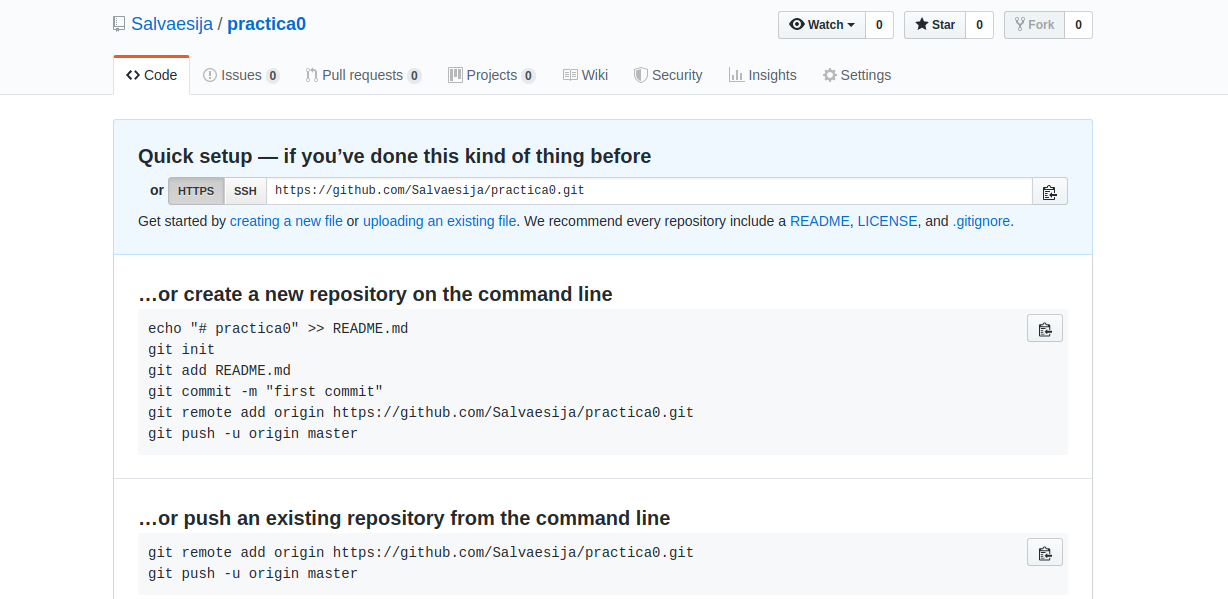 Salvaesija / practica0
Watch 0 Star 0 Fork 0
Code Issues 0 Pull requests 0 Projects 0 Wiki Security Insights Settings
Quick setup — if you’ve done this kind of thing before
or HTTPS SSH https://github.com/Salvaesija/practica0.git
Get started by creating a new file or uploading an existing file. We recommend every repository include a README, LICENSE, and .gitignore.
…or create a new repository on the command line
echo "# practica0" >> README.md
git init
git add README.md
git commit -m "first commit"
git remote add origin https://github.com/Salvaesija/practica0.git
git push -u origin master
…or push an existing repository from the command line
git remote add origin https://github.com/Salvaesija/practica0.git
git push -u origin master